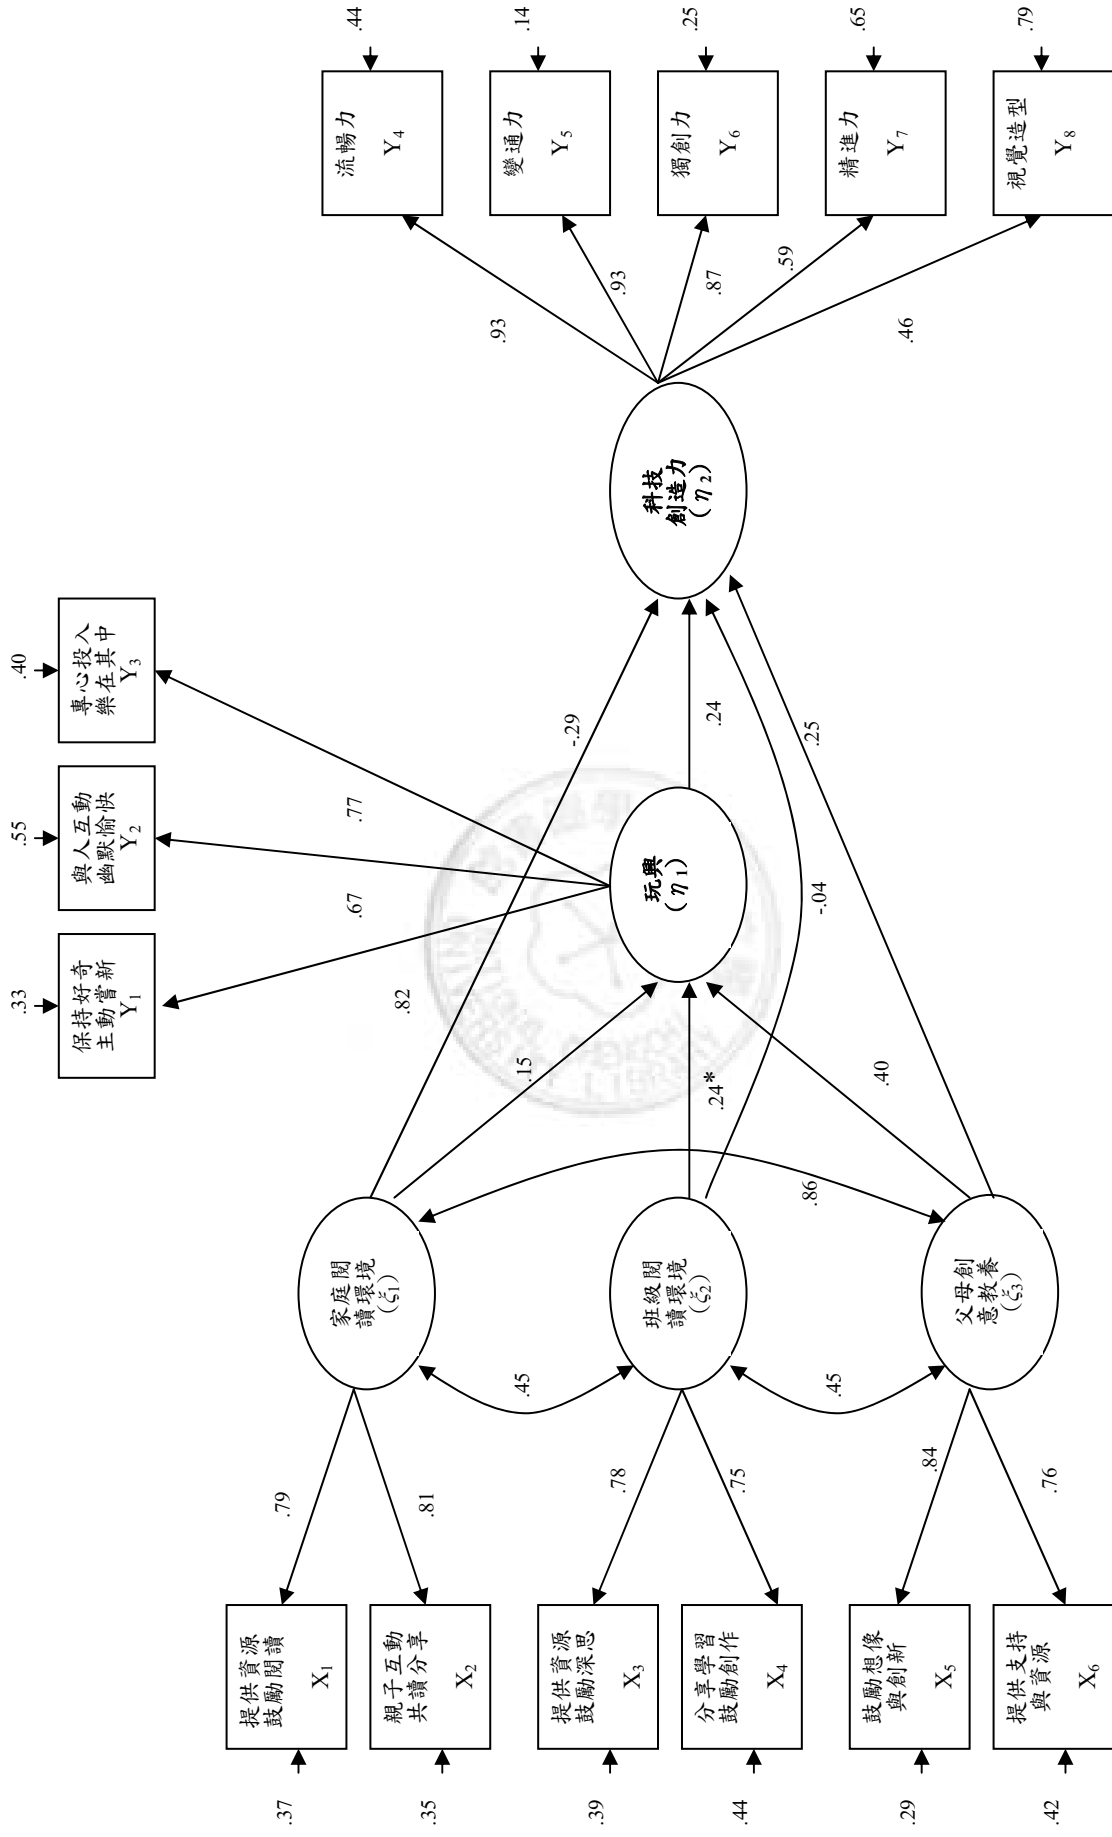 .37
提供資源
鼓勵閱讀
X1
.35
親子互動
共讀分享
X2
.39
提供資源
鼓勵深思
X3
.44
分享學習
鼓勵創作
X4
.29
鼓勵想像
與創新
X5
.42
提供支持
與資源
X6
.79
.81
.78
.75
.84
.76
家庭閱
讀環境
(ξ1)
班級閱
讀環境
(ξ2)
父母創
意教養
(ξ3)
.45
.45
.86
.15
.24*
.40
.82
.67
.77
.33
保持好奇
主動嘗新
Y1
.55
與人互動
幽默愉快
Y2
.40
專心投入
樂在其中
Y3
玩興
(η1)
-.29
.24
-.04
.25
科技
創造力
(η2)
.93
.93
.87
.59
.46
流暢力
Y4
.44
變通力
Y5
.14
獨創力
Y6
.25
精進力
Y7
.65
視覺造型
Y8
.79